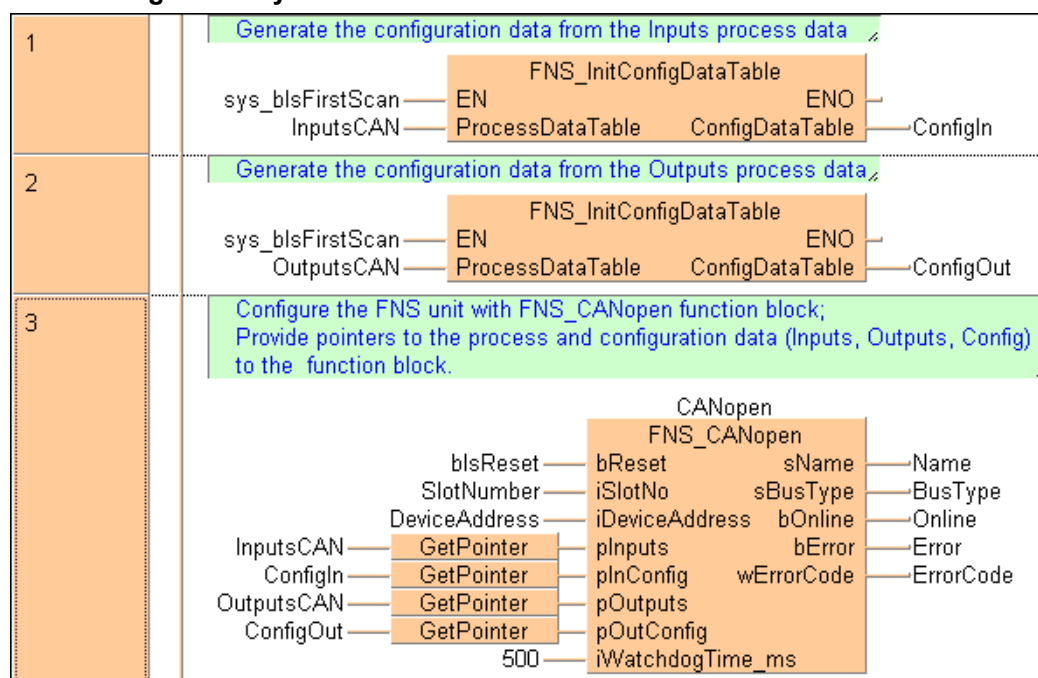 1
Generate the configuration data from the Inputs process data
FNS_InitConfigDataTable
sys_bIsFirstScan EN ENO
InputsCAN ProcessDataTable ConfigDataTable ConfigIn
2
Generate the configuration data from the Outputs process data
FNS_InitConfigDataTable
sys_bIsFirstScan EN ENO
OutputsCAN ProcessDataTable ConfigDataTable ConfigOut
3
Configure the FNS unit with FNS_CANopen function block;
Provide pointers to the process and configuration data (Inputs, Outputs, Config)
to the function block.
CANopen
FNS_CANopen
bIsReset bReset sName Name
SlotNumber iSlotNo sBusType BusType
DeviceAddress iDeviceAddress bOnline Online
InputsCAN GetPointer pInputs bError Error
ConfigIn GetPointer pInConfig wErrorCode ErrorCode
OutputsCAN GetPointer pOutputs
ConfigOut GetPointer pOutConfig
500 iWatchdogTime_ms